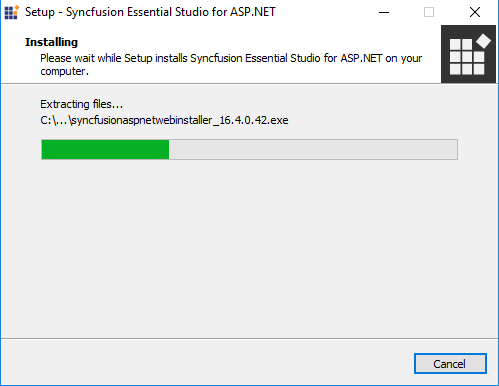 Setup - Syncfusion Essential Studio for ASP.NET
Installing
Please wait while Setup installs Syncfusion Essential Studio for ASP.NET on your
computer.
Extracting files...
C:\...\syncfusionaspnetwebinstaller_16.4.0.42.exe
Cancel